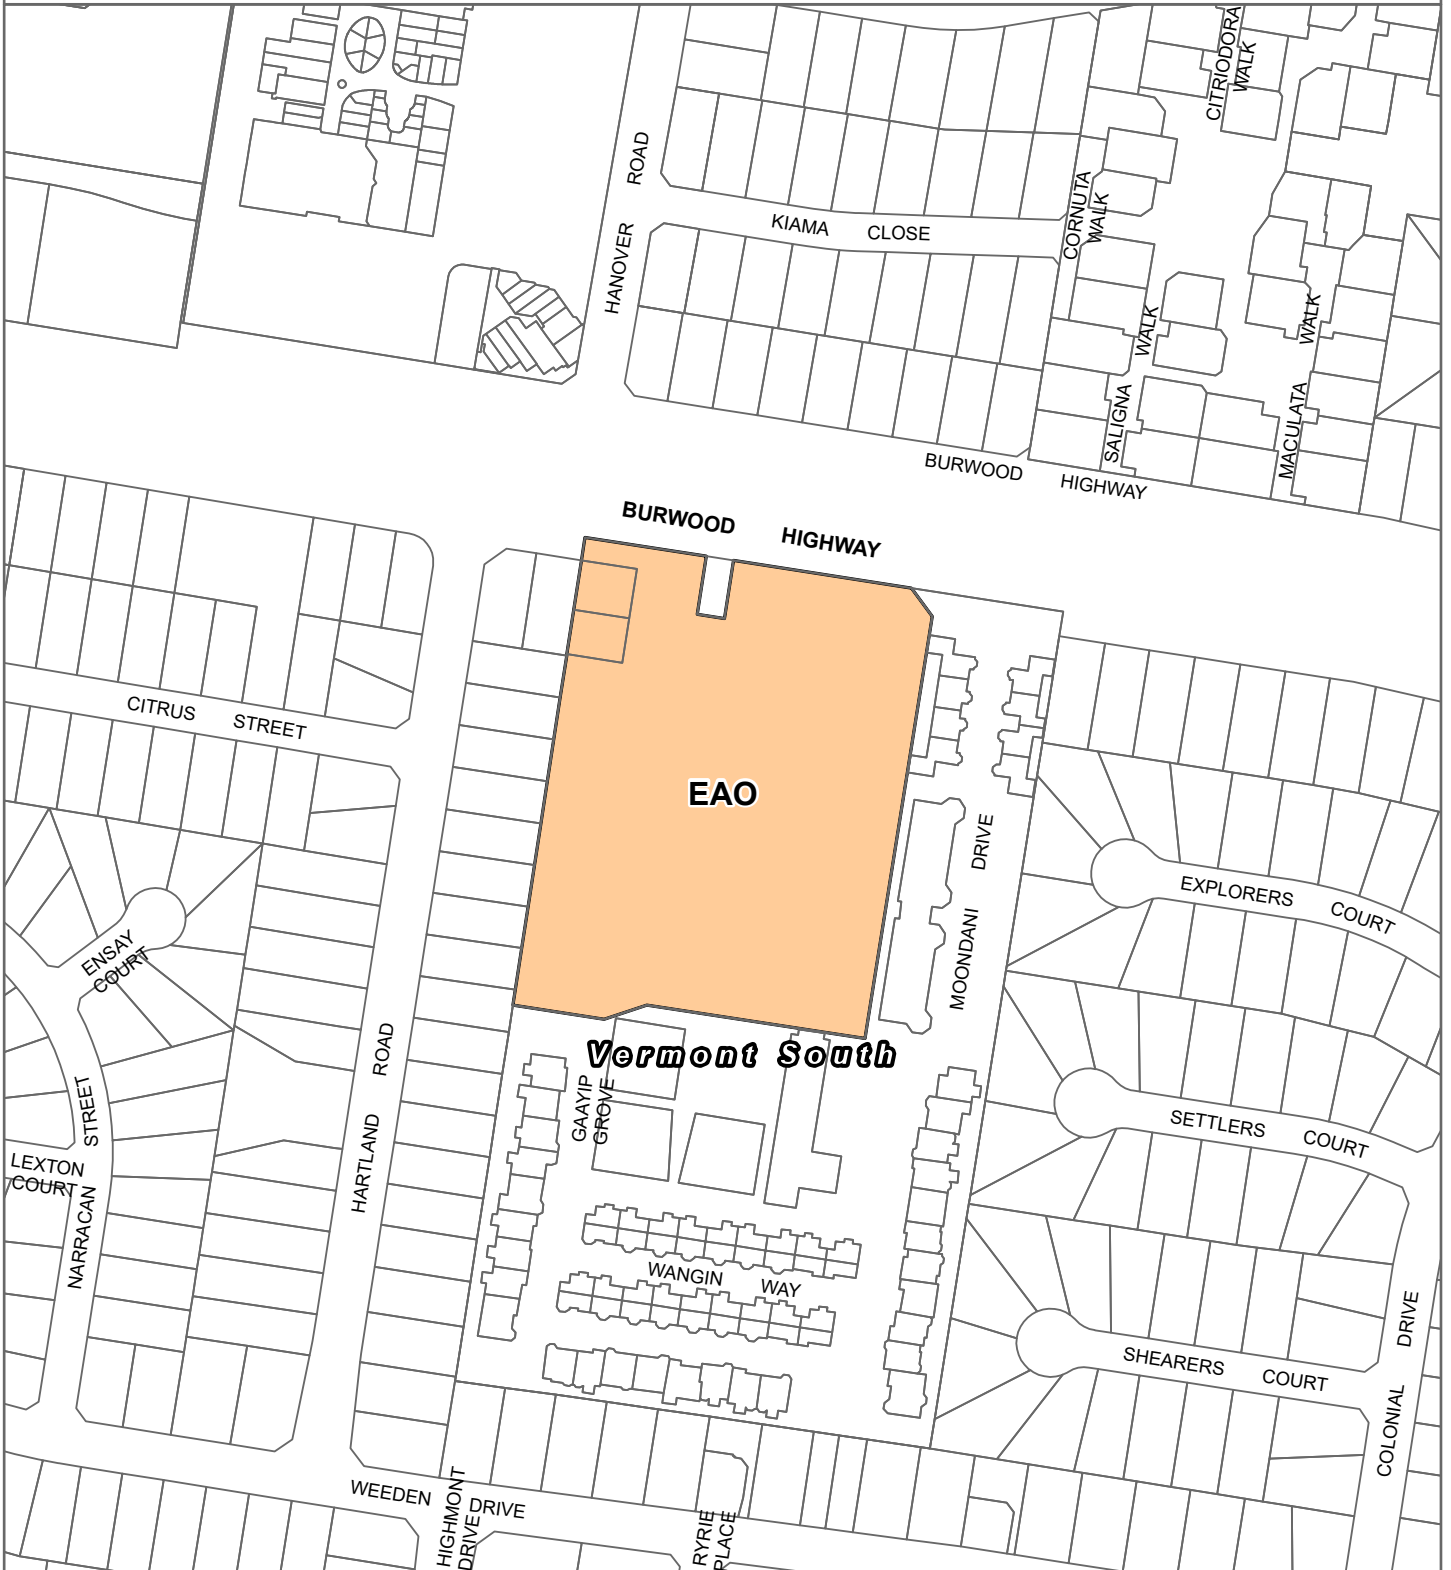 CITRIODORA
WALK
ROAD
HANOVER
KIAMA CLOSE
CORNUTA
WALK
WALK
SALIGNA
WALK
MACULATA
BURWOOD HIGHWAY
BURWOOD HIGHWAY
CITRUS STREET
EAO
DRIVE
MOONDANI
EXPLORERS COURT
ENSAY
COURT
ROAD
HARTLAND
Vermont South
GAAYIP
GROVE
STREET
NARRACAN
LEXTON
COURT
SETTLERS COURT
WANGIN WAY
SHEARERS COURT
DRIVE
COLONIAL
WEEDEN DRIVE
HIGHMONT
DRIVE
RYRIE
PLACE